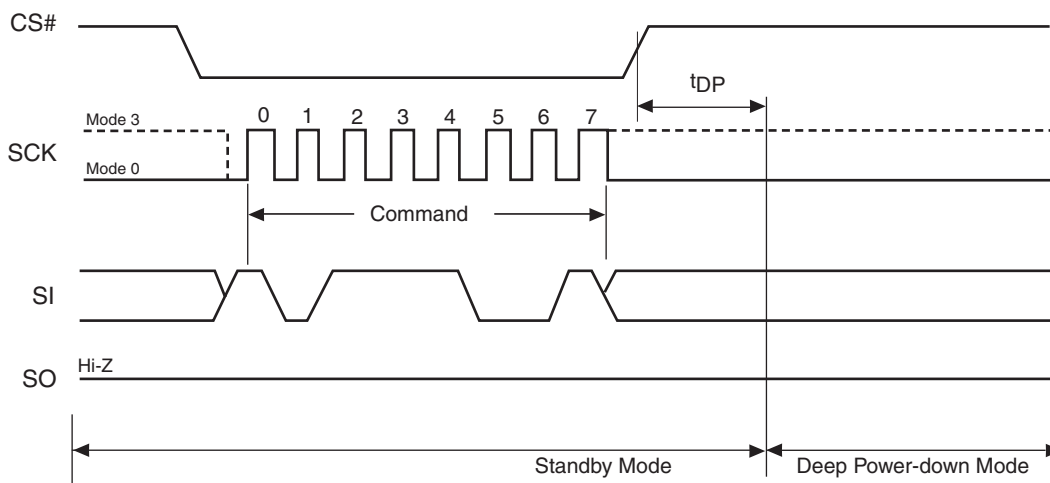 CS#
tDP
Mode 3
0 1 2 3 4 5 6 7
SCK
Mode 0
Command
SI
Hi-Z
SO
Standby Mode
Deep Power-down Mode